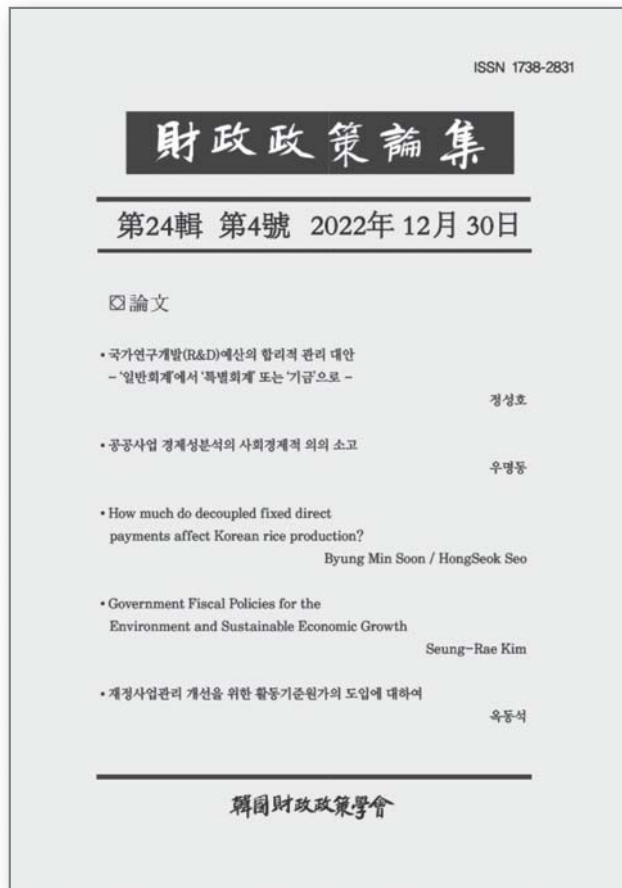 ISSN 1738-2831
財政政策論集
第24輯 第4號 2022年 12月 30日
論文
• 국가연구개발(R&D)예산의 합리적 관리 대안
- '일반회계'에서 '특별회계' 또는 '기금'으로 -
정성호
• 공공사업 경제성분석의 사회경제적 의의 소고
우명동
• How much do decoupled fixed direct
payments affect Korean rice production?
Byung Min Soon / HongSeok Seo
• Government Fiscal Policies for the
Environment and Sustainable Economic Growth
Seung-Rae Kim
• 재정사업관리 개선을 위한 활동기준원가의 도입에 대하여
옥동석
韓国財政政策學會